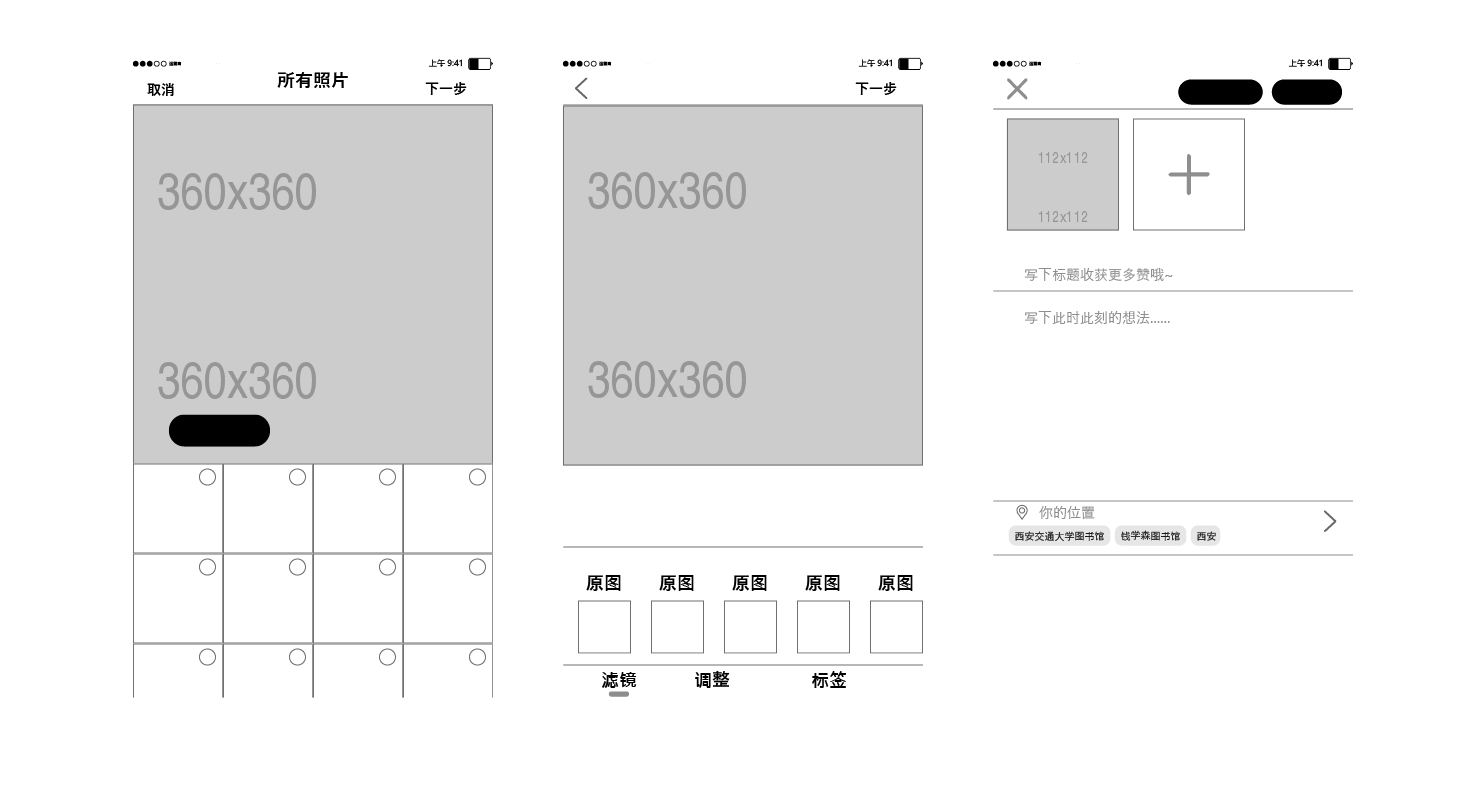 上午 9:41
取消
所有照片
下一步
360x360
360x360
上午 9:41
下一步
360x360
360x360
原图 原图 原图 原图 原图
滤镜 调整 标签
上午 9:41
112x112
112x112
写下标题收获更多赞哦~
写下此时此刻的想法......
你的位置
西安交通大学图书馆 钱学森图书馆 西安